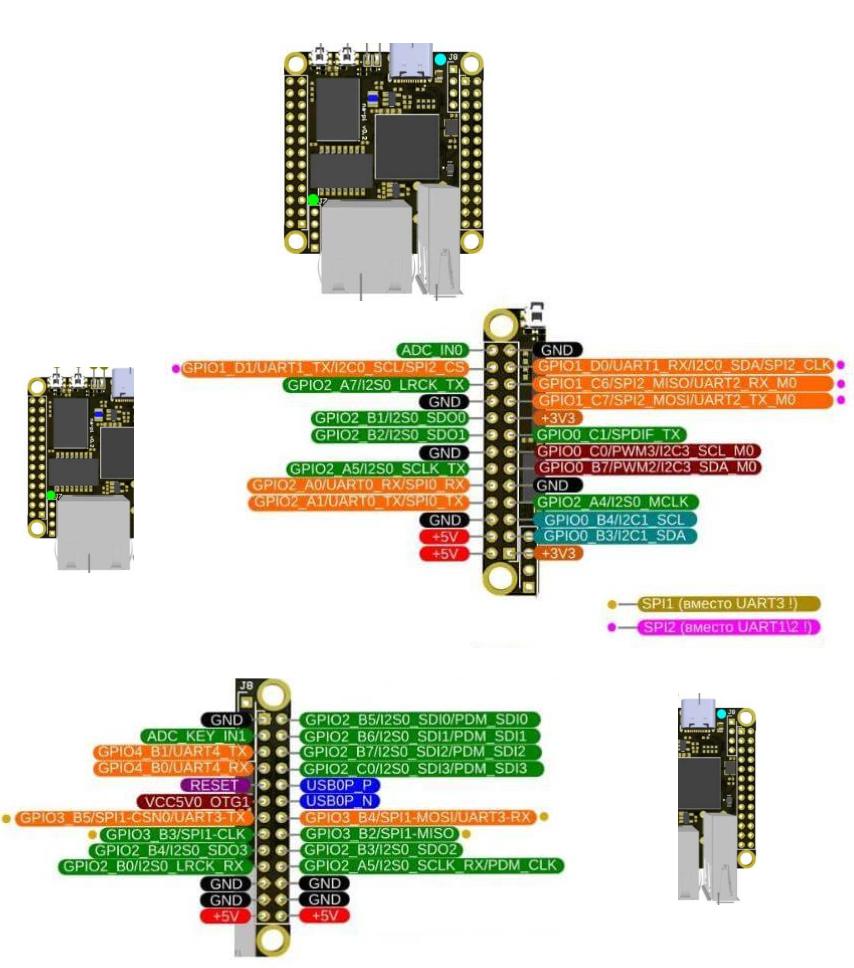 J8
ADC_IN0
GND
GPIO1_D1/UART1_TX/I2C0_SCL/SPI2_CS
GPIO1_D0/UART1_RX/I2C0_SDA/SPI2_CLK
GPIO2_A7/I2S0_LRCK_TX
GPIO1_C6/SPI2_MISO/UART2_RX_M0
GND
GPIO1_C7/SPI2_MOSI/UART2_TX_M0
GPIO2_B1/I2S0_SDO0
+3V3
GPIO2_B2/I2S0_SDO1
GPIO0_C1/SPDIF_TX
GND
GPIO0_C0/PWM3/I2C3_SCL_M0
GPIO2_A5/I2S0_SCLK_TX
GPIO0_B7/PWM2/I2C3_SDA_M0
GPIO2_A0/UART0_RX/SPI0_RX
GND
GPIO2_A1/UART0_TX/SPI0_TX
GPIO2_A4/I2S0_MCLK
GND
GPIO0_B4/I2C1_SCL
+5V
GPIO0_B3/I2C1_SDA
+5V
+3V3
SPI1 (вместо UART3 !)
SPI2 (вместо UART1\2 !)
J8
GND
GPIO2_B5/I2S0_SDI0/PDM_SDI0
ADC_KEY_IN1
GPIO2_B6/I2S0_SDI1/PDM_SDI1
GPIO4_B1/UART4_TX
GPIO2_B7/I2S0_SDI2/PDM_SDI2
GPIO4_B0/UART4_RX
GPIO2_C0/I2S0_SDI3/PDM_SDI3
RESET
USB0P_P
VCC5V0_OTG1
USB0P_N
GPIO3_B5/SPI1-CSN0/UART3-TX
GPIO3_B4/SPI1-MOSI/UART3-RX
GPIO3_B3/SPI1-CLK
GPIO3_B2/SPI1-MISO
GPIO2_B4/I2S0_SDO3
GPIO2_B3/I2S0_SDO2
GPIO2_B0/I2S0_LRCK_RX
GPIO2_A5/I2S0_SCLK_RX/PDM_CLK
GND
GND
GND
GND
+5V
+5V
J8